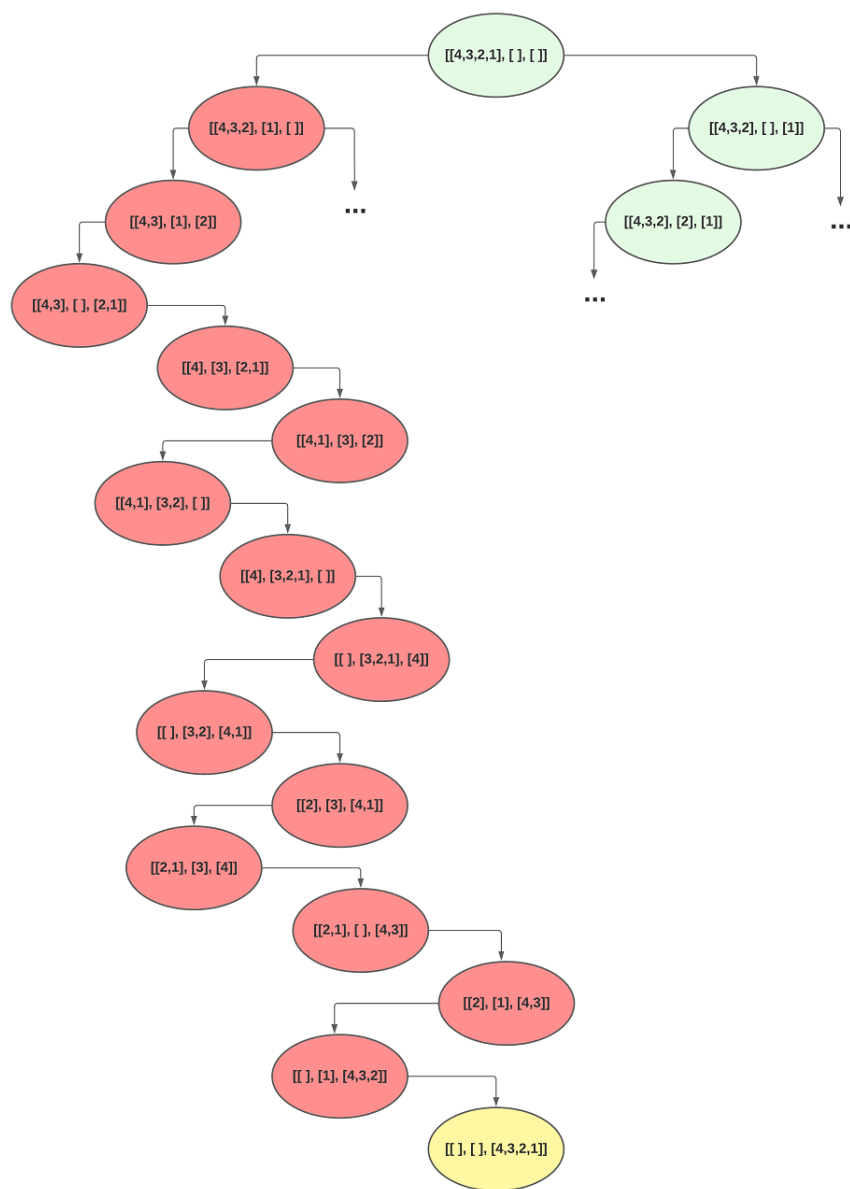 [[4,3,2,1], [ ], [ ]]
[[4,3,2], [1], [ ]]
[[4,3,2], [ ], [1]]
...
[[4,3], [1], [2]]
[[4,3,2], [2], [1]]
...
...
[[4,3], [ ], [2,1]]
[[4], [3], [2,1]]
[[4,1], [3], [2]]
[[4,1], [3,2], [ ]]
[[4], [3,2,1], [ ]]
[[ ], [3,2,1], [4]]
[[ ], [3,2], [4,1]]
[[2], [3], [4,1]]
[[2,1], [3], [4]]
[[2,1], [ ], [4,3]]
[[2], [1], [4,3]]
[[ ], [1], [4,3,2]]
[[ ], [ ], [4,3,2,1]]